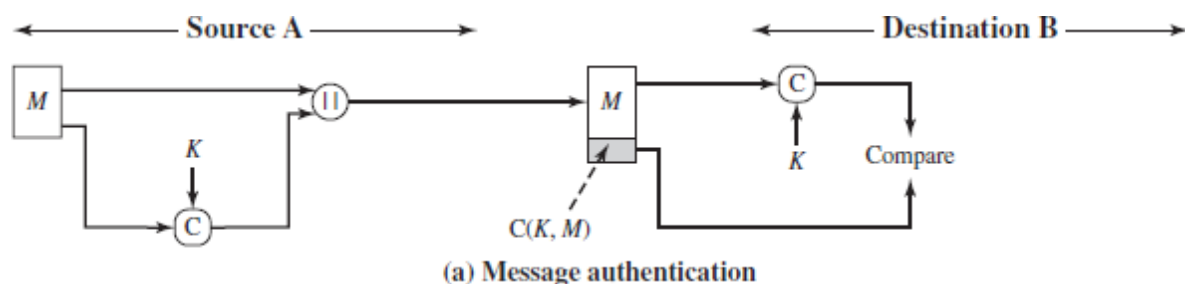 Source A
Destination B
M
||
M
C
K
K
Compare
C
C(K, M)
(a) Message authentication